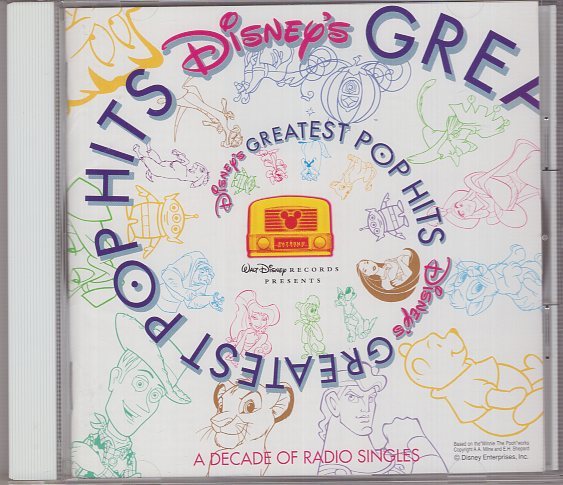 Disney's GREA
GREATEST POP HITS
Disney's
Disney's GREATEST POP HITS
WALT DISNEY RECORDS
PRESENTS
A DECADE OF RADIO SINGLES
Based on the "Winnie The Pooh" works
Copyright A.A. Milne and E.H. Shepard
© Disney Enterprises, Inc.